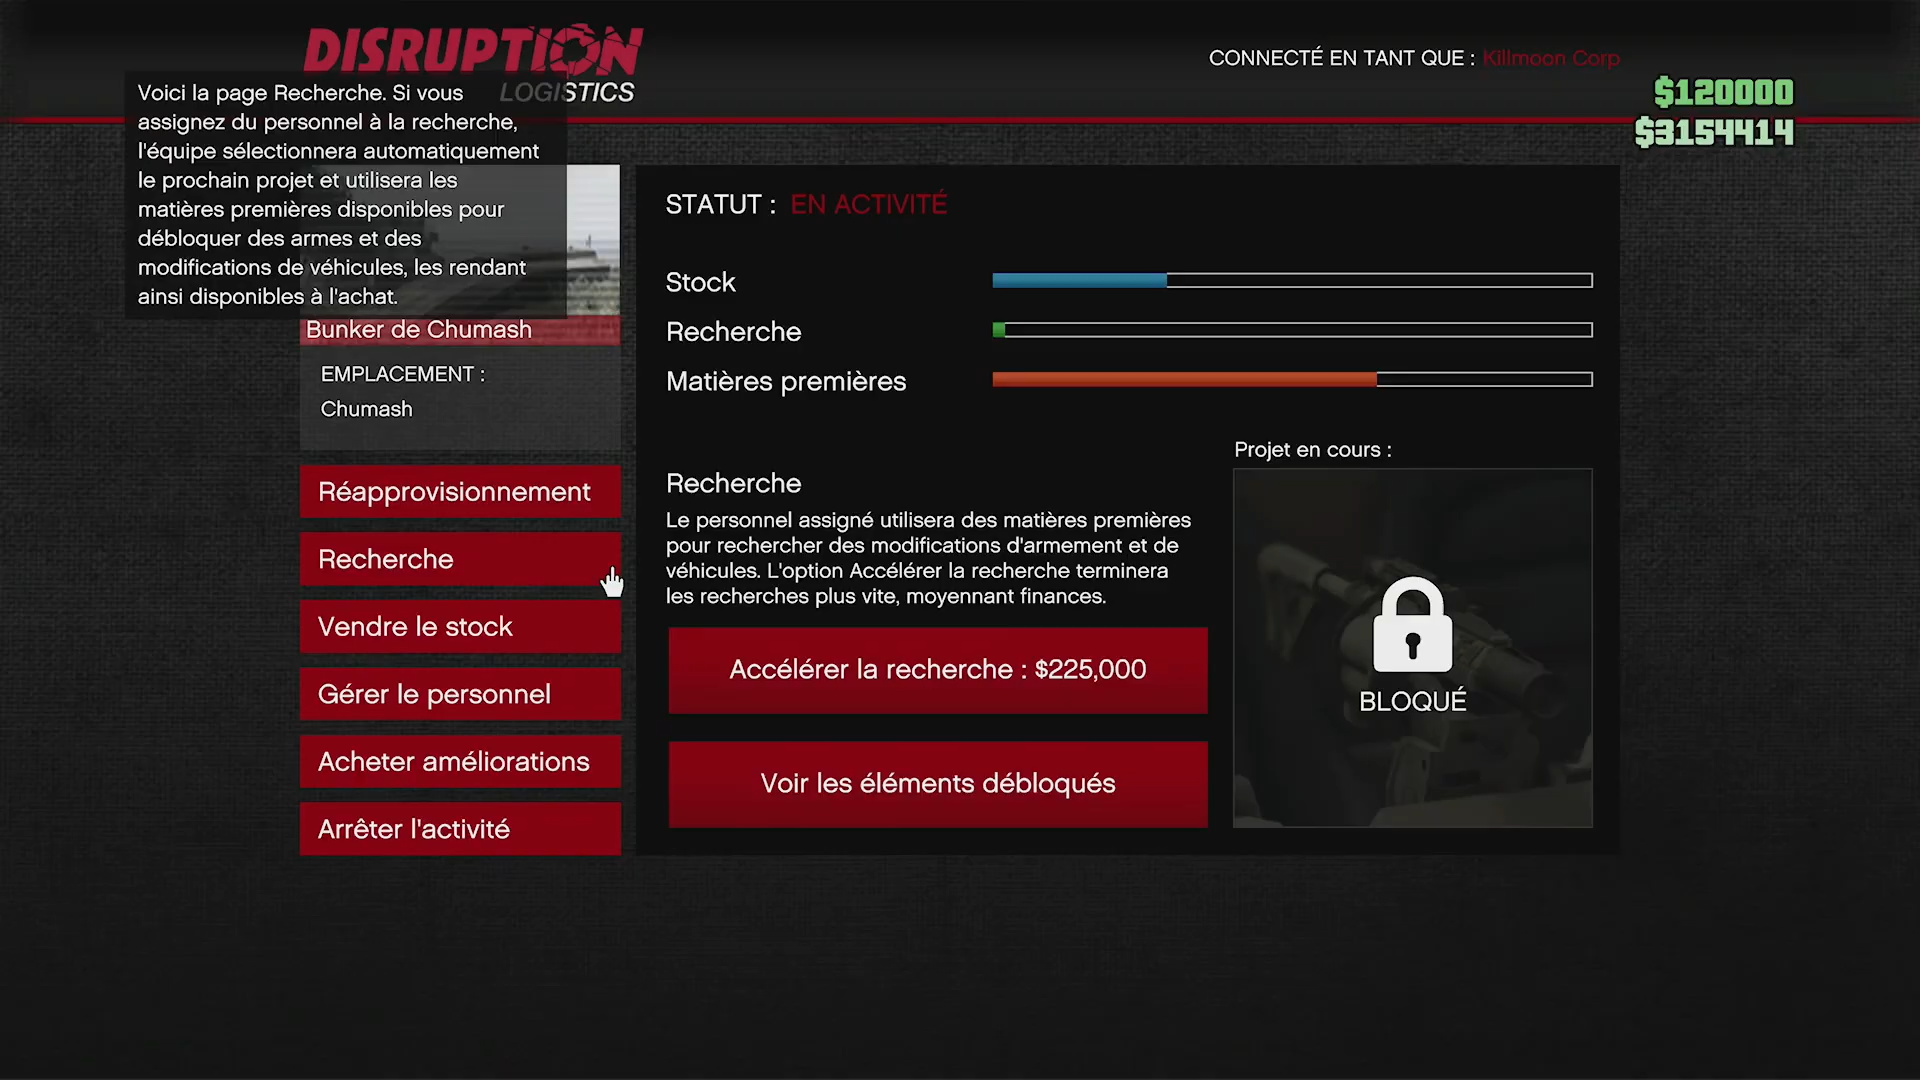 DISRUPTION
LOGISTICS
CONNECTÉ EN TANT QUE : Killmoon Corp
$120000
$3154414
Voici la page Recherche. Si vous
assignez du personnel à la recherche,
l'équipe sélectionnera automatiquement
le prochain projet et utilisera les
matières premières disponibles pour
débloquer des armes et des
modifications de véhicules, les rendant
ainsi disponibles à l'achat.
Bunker de Chumash
EMPLACEMENT :
Chumash
Réapprovisionnement
Recherche
Vendre le stock
Gérer le personnel
Acheter améliorations
Arrêter l'activité
STATUT : EN ACTIVITÉ
Stock
Recherche
Matières premières
Recherche
Le personnel assigné utilisera des matières premières
pour rechercher des modifications d'armement et de
véhicules. L'option Accélérer la recherche terminera
les recherches plus vite, moyennant finances.
Accélérer la recherche : $225,000
Voir les éléments débloqués
Projet en cours :
BLOQUÉ